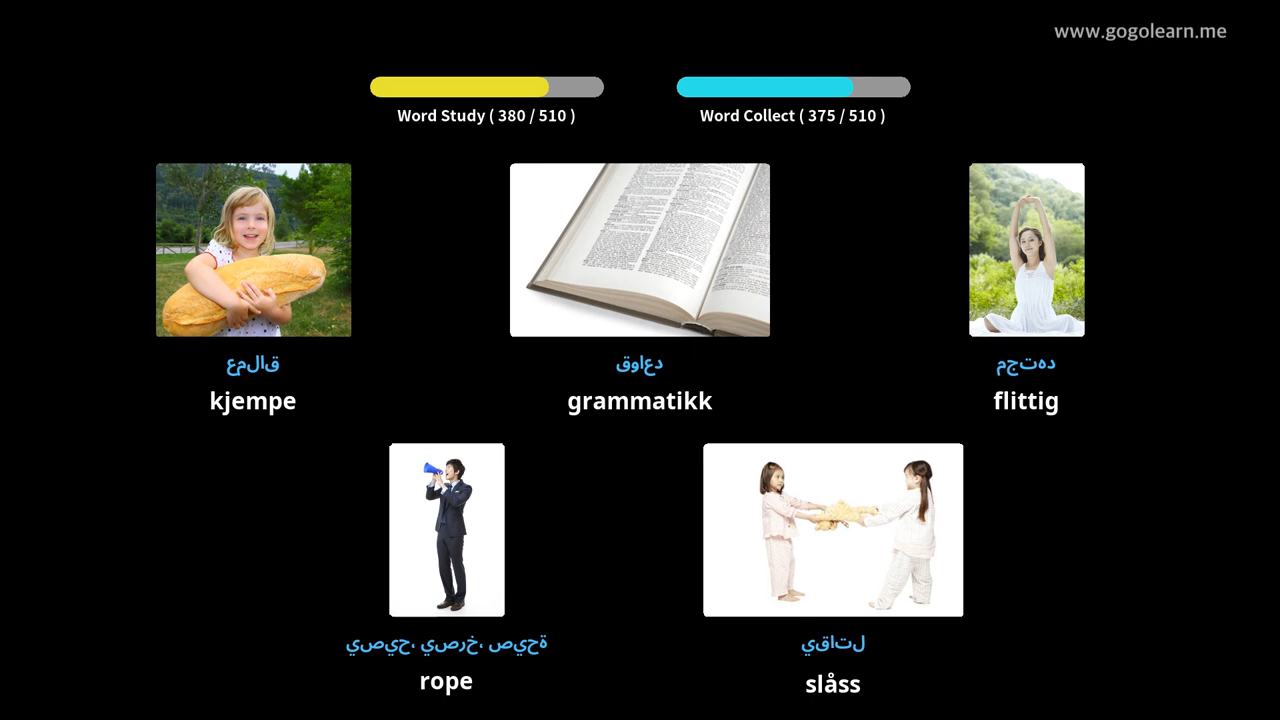 www.gogolearn.me
Word Study ( 380 / 510 )
Word Collect ( 375 / 510 )
عملاق
kjempe
قواعد
grammatikk
مجتهد
flittig
يصيح، يصرخ، صيحة
rope
يقاتل
slåss